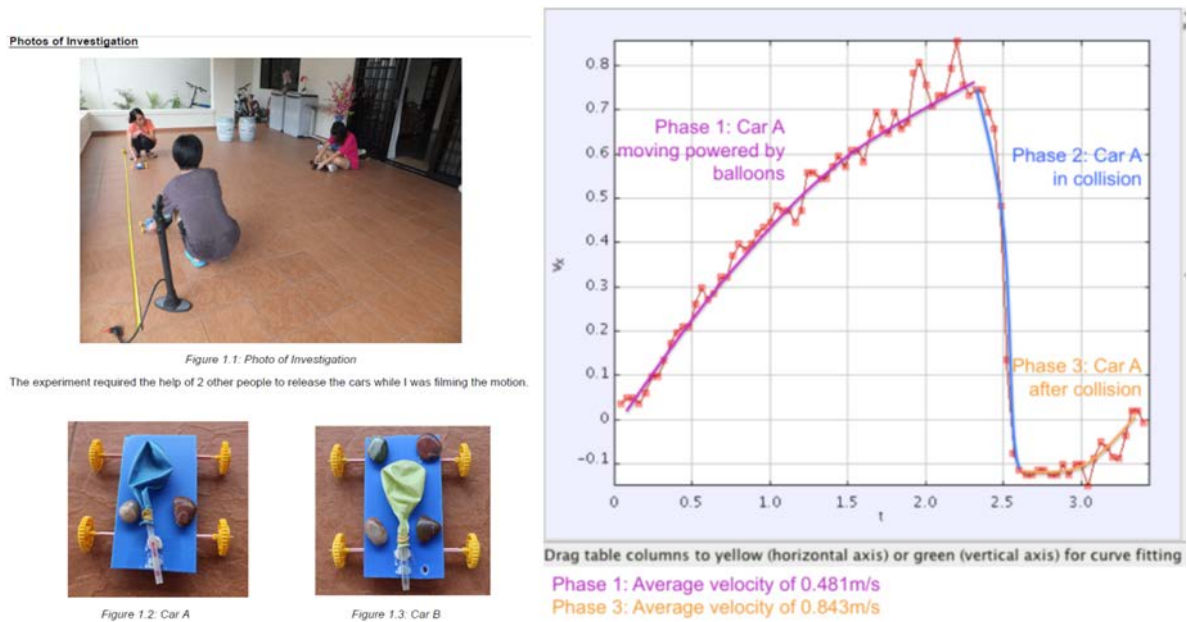 Photos of Investigation
Figure 1.1: Photo of Investigation
The experiment required the help of 2 other people to release the cars while I was filming the motion.
Figure 1.2: Car A
Figure 1.3: Car B
0.8
0.7
0.6
0.5
0.4
0.3
0.2
0.1
0
-0.1
vx
Phase 1: Car A
moving powered by
balloons
Phase 2: Car A
in collision
Phase 3: Car A
after collision
0 0.5 1.0 1.5 2.0 2.5 3.0
t
Drag table columns to yellow (horizontal axis) or green (vertical axis) for curve fitting
Phase 1: Average velocity of 0.481m/s
Phase 3: Average velocity of 0.843m/s